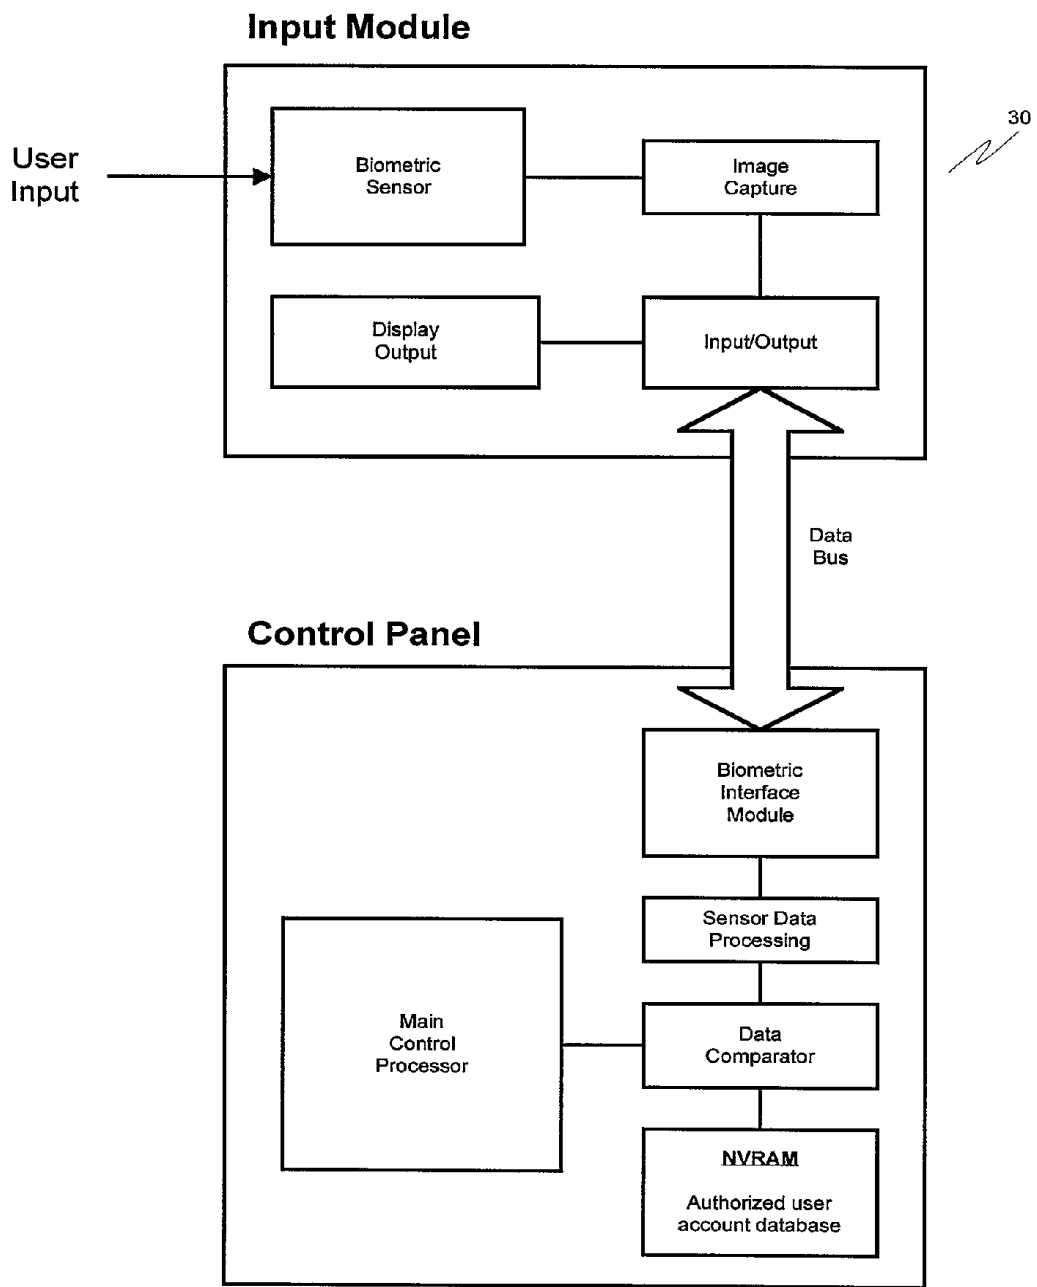 Input Module
30
User
Input
Biometric
Sensor
Image
Capture
Display
Output
Input/Output
Data
Bus
Control Panel
Biometric
Interface
Module
Sensor Data
Processing
Main
Control
Processor
Data
Comparator
NVRAM
Authorized user
account database